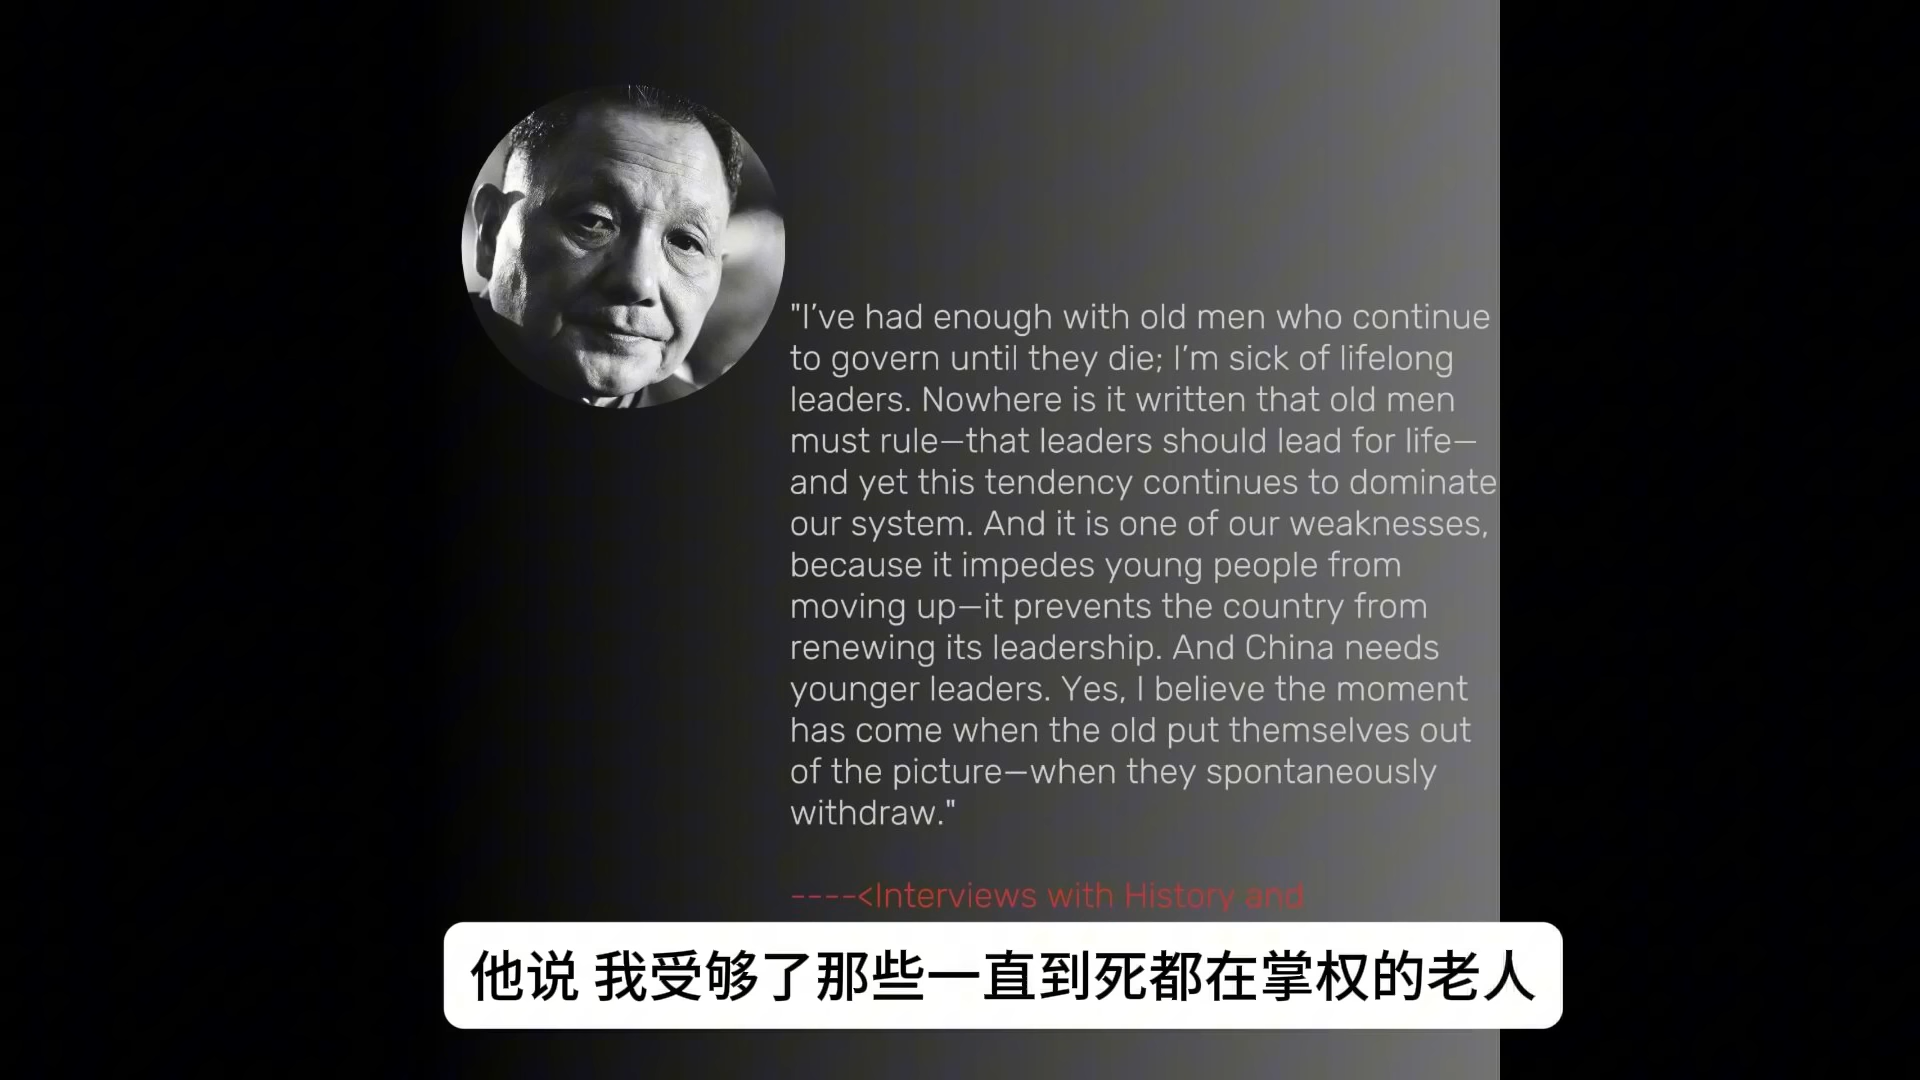 "I've had enough with old men who continue
to govern until they die; I'm sick of lifelong
leaders. Nowhere is it written that old men
must rule—that leaders should lead for life—
and yet this tendency continues to dominate
our system. And it is one of our weaknesses,
because it impedes young people from
moving up—it prevents the country from
renewing its leadership. And China needs
younger leaders. Yes, I believe the moment
has come when the old put themselves out
of the picture—when they spontaneously
withdraw."
----<Interviews with History and
他说 我受够了那些一直到死都在掌权的老人